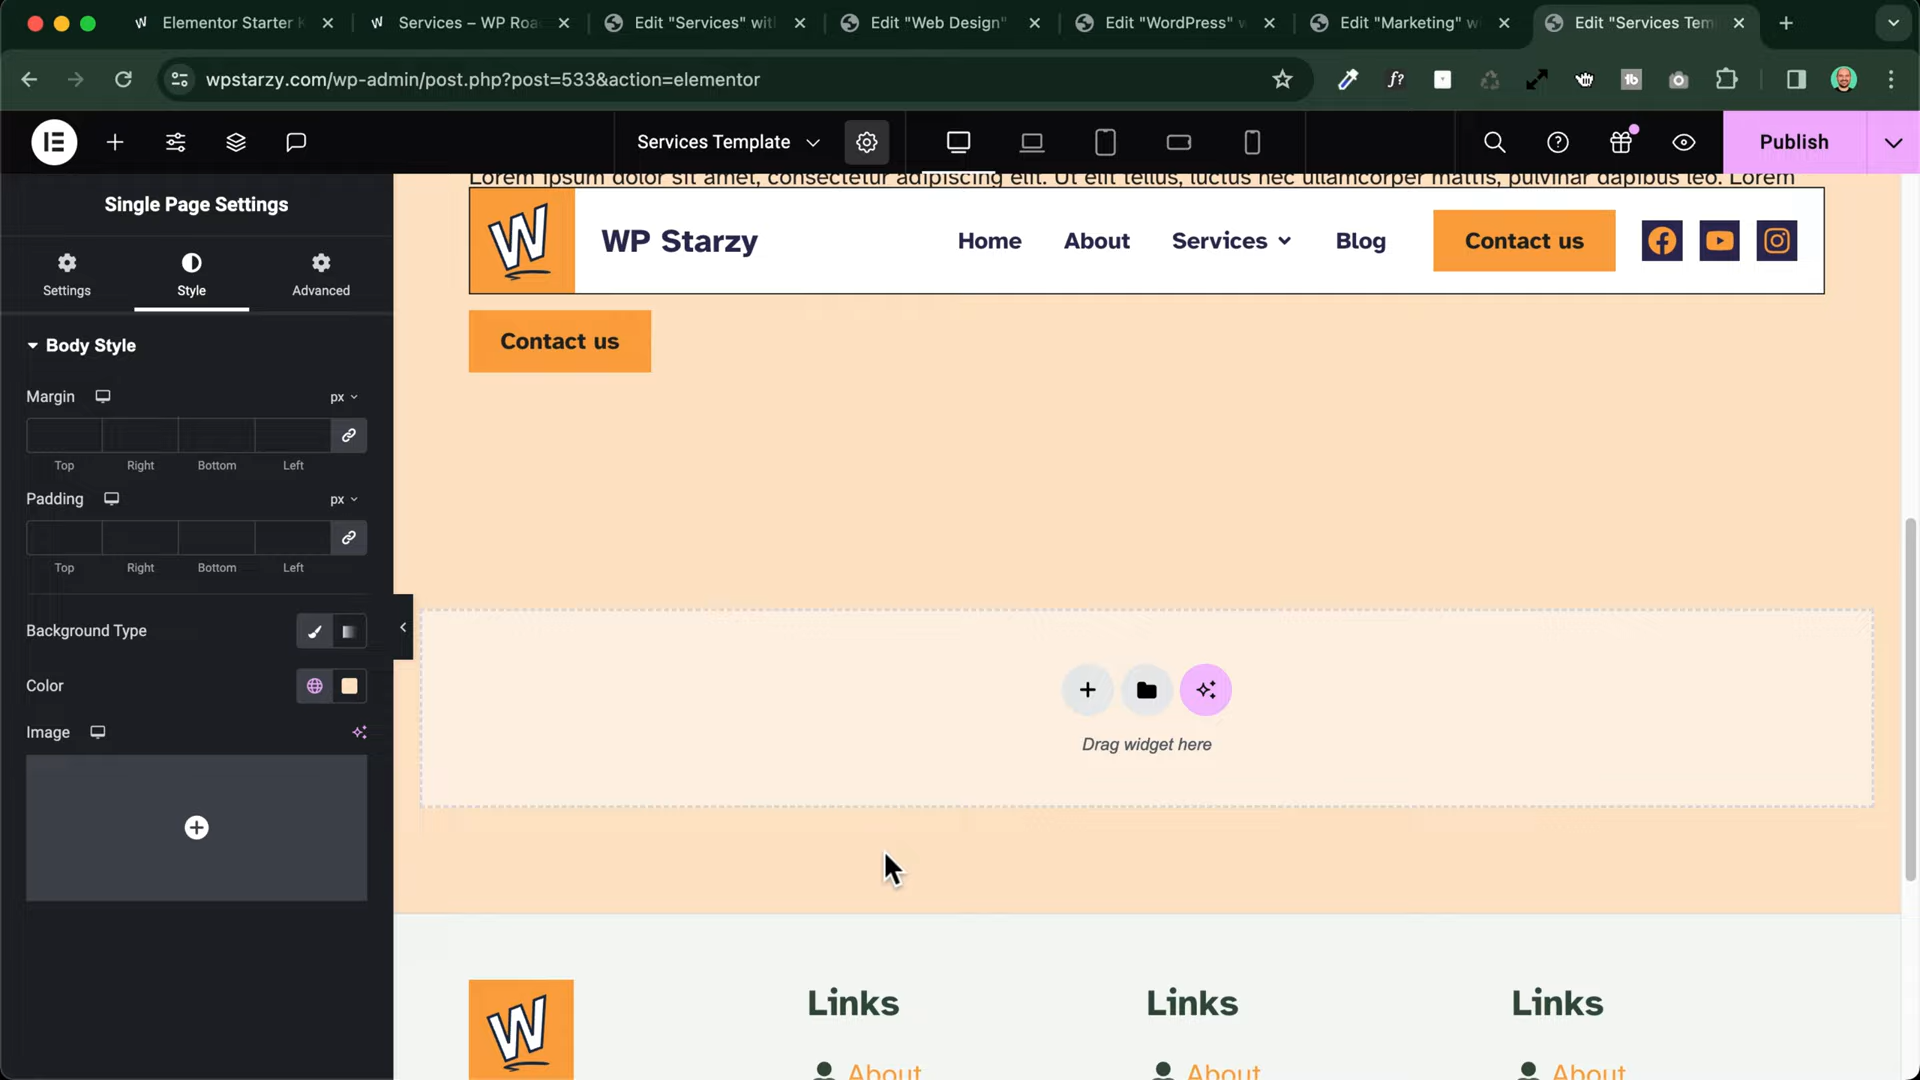 Elementor Starter K
Services – WP Roa
Edit "Services" wit
Edit "Web Design"
Edit "WordPress" w
Edit "Marketing" wi
Edit "Services Tem
wpstarzy.com/wp-admin/post.php?post=533&action=elementor
Services Template
Publish
Single Page Settings
Settings
Style
Advanced
Body Style
Margin
px
Top
Right
Bottom
Left
Padding
px
Top
Right
Bottom
Left
Background Type
Color
Image
Lorem ipsum dolor sit amet, consectetur adipiscing elit. Ut elit tellus, luctus nec ullamcorper mattis, pulvinar dapibus leo. Lorem
W
WP Starzy
Home
About
Services
Blog
Contact us
Contact us
Drag widget here
W
Links
Links
Links
About
About
About